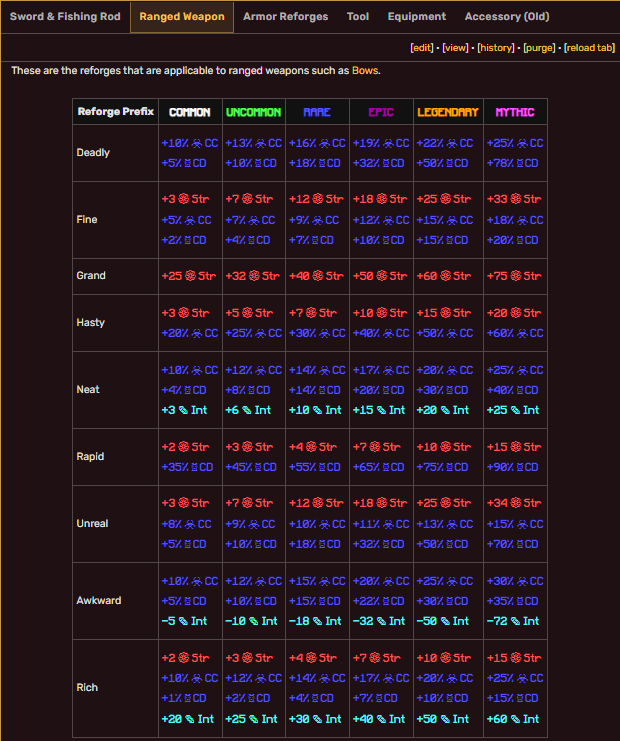 Sword & Fishing Rod Ranged Weapon Armor Reforges Tool Equipment Accessory (Old)
[edit] • [view] • [history] • [purge] • [reload tab]
These are the reforges that are applicable to ranged weapons such as Bows.
Reforge Prefix COMMON UNCOMMON RARE EPIC LEGENDARY MYTHIC
Deadly
+10% CC +13% CC +16% CC +19% CC +22% CC +25% CC
+5% CD +10% CD +18% CD +32% CD +50% CD +78% CD
Fine
+3 Str +7 Str +12 Str +18 Str +25 Str +33 Str
+5% CC +7% CC +9% CC +12% CC +15% CC +18% CC
+2% CD +4% CD +7% CD +10% CD +15% CD +20% CD
Grand
+25 Str +32 Str +40 Str +50 Str +60 Str +75 Str
Hasty
+3 Str +5 Str +7 Str +10 Str +15 Str +20 Str
+20% CC +25% CC +30% CC +40% CC +50% CC +60% CC
Neat
+10% CC +12% CC +14% CC +17% CC +20% CC +25% CC
+4% CD +8% CD +14% CD +20% CD +30% CD +40% CD
+3 Int +6 Int +10 Int +15 Int +20 Int +25 Int
Rapid
+2 Str +3 Str +4 Str +7 Str +10 Str +15 Str
+35% CD +45% CD +55% CD +65% CD +75% CD +90% CD
Unreal
+3 Str +7 Str +12 Str +18 Str +25 Str +34 Str
+8% CC +9% CC +10% CC +11% CC +13% CC +15% CC
+5% CD +10% CD +18% CD +32% CD +50% CD +70% CD
Awkward
+10% CC +12% CC +15% CC +20% CC +25% CC +30% CC
+5% CD +10% CD +15% CD +22% CD +30% CD +35% CD
-5 Int -10 Int -18 Int -32 Int -50 Int -72 Int
Rich
+2 Str +3 Str +4 Str +7 Str +10 Str +15 Str
+10% CC +12% CC +14% CC +17% CC +20% CC +25% CC
+1% CD +2% CD +4% CD +7% CD +10% CD +15% CD
+20 Int +25 Int +30 Int +40 Int +50 Int +60 Int